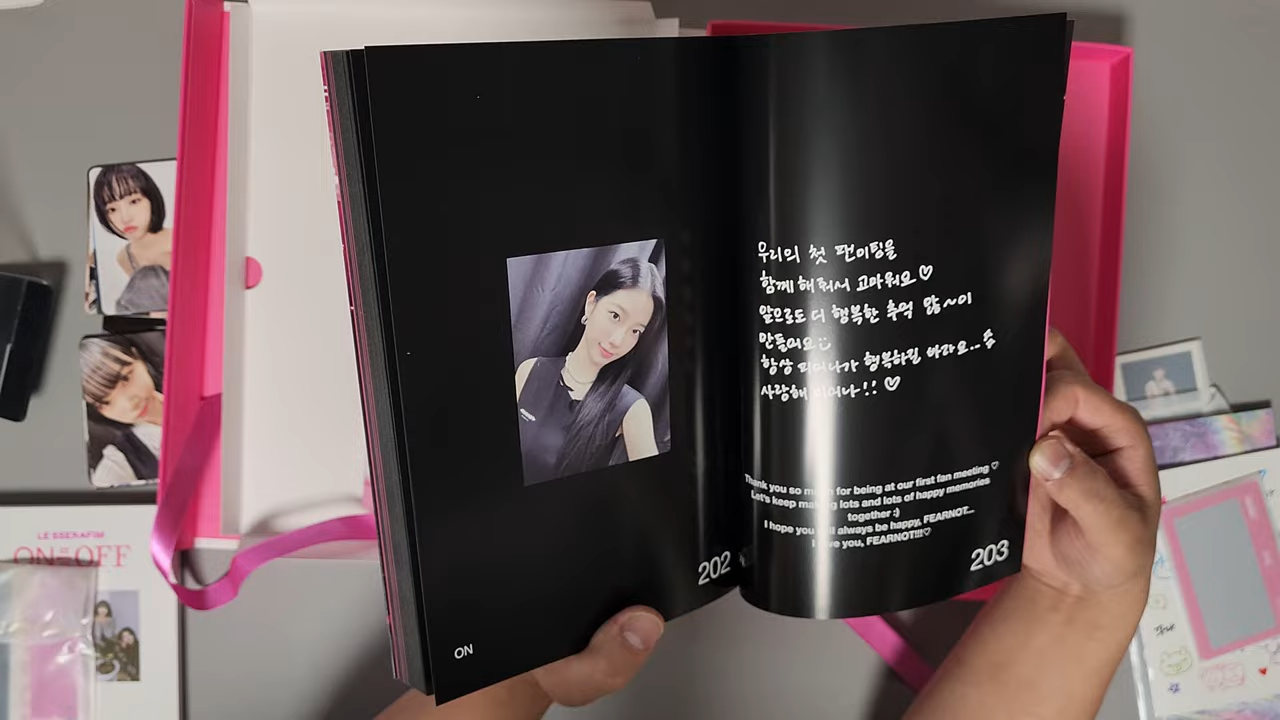 우리의 첫 팬미팅을
함께 해줘서 고마워요♡
앞으로도 더 행복한 추억 많~이
만들어요
항상 피어나가 행복하길 바라요..
사랑해 피어나!! ♡
Thank you so much for being at our first fan meeting ♡
Let's keep making lots and lots of happy memories
together :)
I hope you will always be happy, FEARNOT...
I love you, FEARNOT!!!♡
202
203
ON
LE SSERAFIM
ON OFF